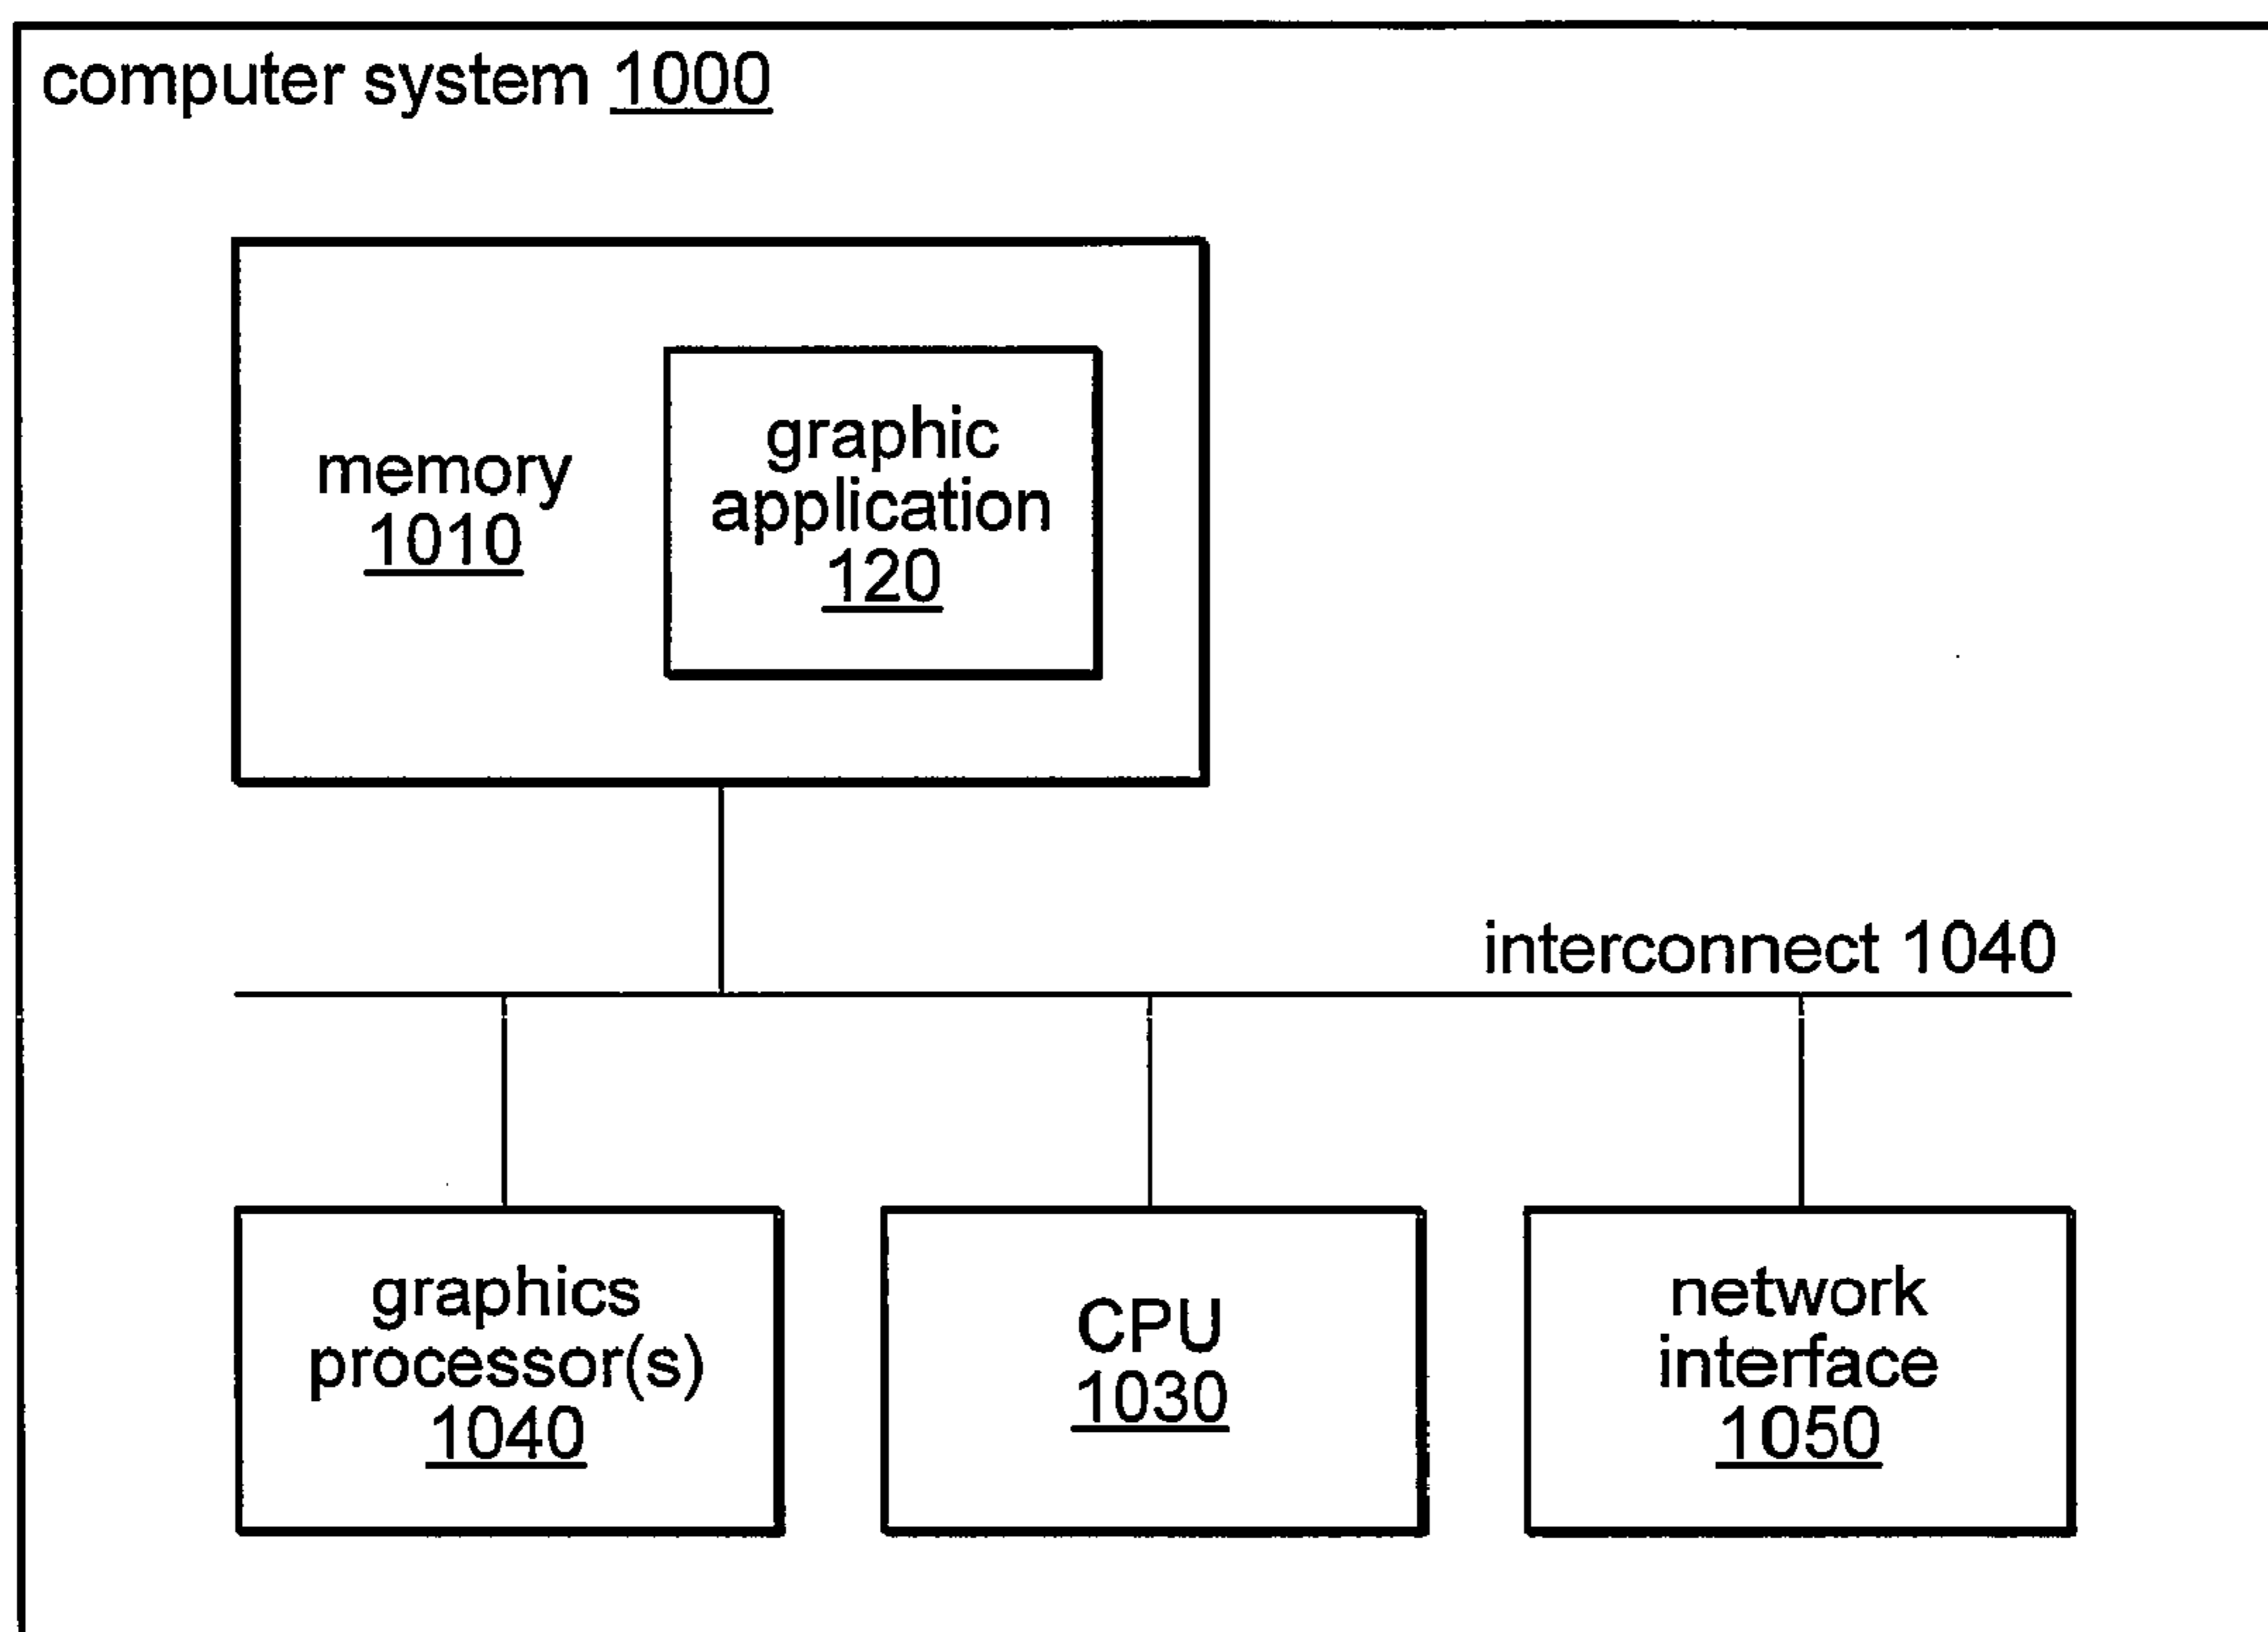 computer system 1000
memory
1010
graphic
application
120
interconnect 1040
graphics
processor(s)
1040
CPU
1030
network
interface
1050